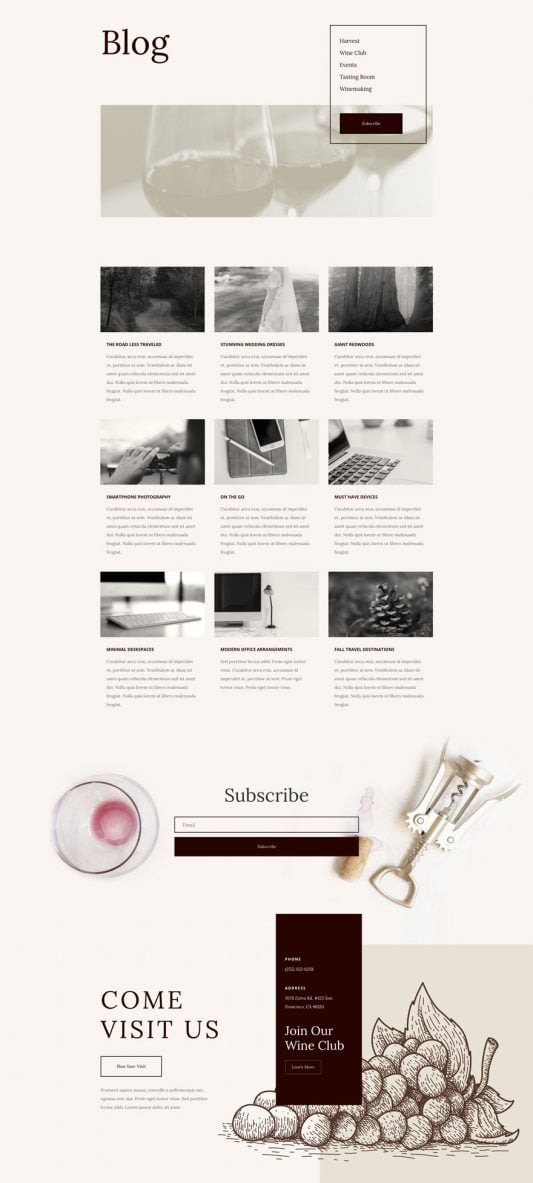 Blog
Harvest
Wine Club
Events
Tasting Room
Winemaking
Subscribe
THE ROAD LESS TRAVELED
Curabitur arcu erat, accumsan id imperdiet
et, porttitor at sem. Vestibulum ac diam sit
amet quam vehicula elementum sed sit amet
dui. Nulla quis lorem ut libero malesuada
feugiat. Nulla quis lorem ut libero malesuada
feugiat.
STUNNING WEDDING DRESSES
Curabitur arcu erat, accumsan id imperdiet
et, porttitor at sem. Vestibulum ac diam sit
amet quam vehicula elementum sed sit amet
dui. Nulla quis lorem ut libero malesuada
feugiat. Nulla quis lorem ut libero malesuada
feugiat.
GIANT REDWOODS
Curabitur arcu erat, accumsan id imperdiet
et, porttitor at sem. Vestibulum ac diam sit
amet quam vehicula elementum sed sit amet
dui. Nulla quis lorem ut libero malesuada
feugiat. Nulla quis lorem ut libero malesuada
feugiat.
SMARTPHONE PHOTOGRAPHY
Curabitur arcu erat, accumsan id imperdiet
et, porttitor at sem. Vestibulum ac diam sit
amet quam vehicula elementum sed sit amet
dui. Nulla quis lorem ut libero malesuada
feugiat. Nulla quis lorem ut libero malesuada
feugiat.
ON THE GO
Curabitur arcu erat, accumsan id imperdiet
et, porttitor at sem. Vestibulum ac diam sit
amet quam vehicula elementum sed sit amet
dui. Nulla quis lorem ut libero malesuada
feugiat. Nulla quis lorem ut libero malesuada
feugiat.
MUST HAVE DEVICES
Curabitur arcu erat, accumsan id imperdiet
et, porttitor at sem. Vestibulum ac diam sit
amet quam vehicula elementum sed sit amet
dui. Nulla quis lorem ut libero malesuada
feugiat. Nulla quis lorem ut libero malesuada
feugiat.
MINIMAL DESKSPACES
Curabitur arcu erat, accumsan id imperdiet
et, porttitor at sem. Vestibulum ac diam sit
amet quam vehicula elementum sed sit amet
dui. Nulla quis lorem ut libero malesuada
feugiat. Nulla quis lorem ut libero malesuada
feugiat.
MODERN OFFICE ARRANGEMENTS
Sed porttitor lectus nibh. Proin eget tortor
risus. Curabitur arcu erat, accumsan id
imperdiet et, porttitor at sem. Proin eget
tortor risus. Proin eget tortor risus.
FALL TRAVEL DESTINATIONS
Curabitur arcu erat, accumsan id imperdiet
et, porttitor at sem. Vestibulum ac diam sit
amet quam vehicula elementum sed sit amet
dui. Nulla quis lorem ut libero malesuada
feugiat. Nulla quis lorem ut libero malesuada
feugiat.
Subscribe
Email
Subscribe
PHONE
(255) 352-6258
ADDRESS
5678 Extra Rd. #123 San
Francisco, CA 96120.
Join Our
Wine Club
Learn More
COME
VISIT US
Plan Your Visit
Praesent sapien massa, convallis a pellentesque nec,
egestas non nisi. Proin eget tortor risus. Sed porttitor
lectus nibh. Lorem ipsum dolor sit amet